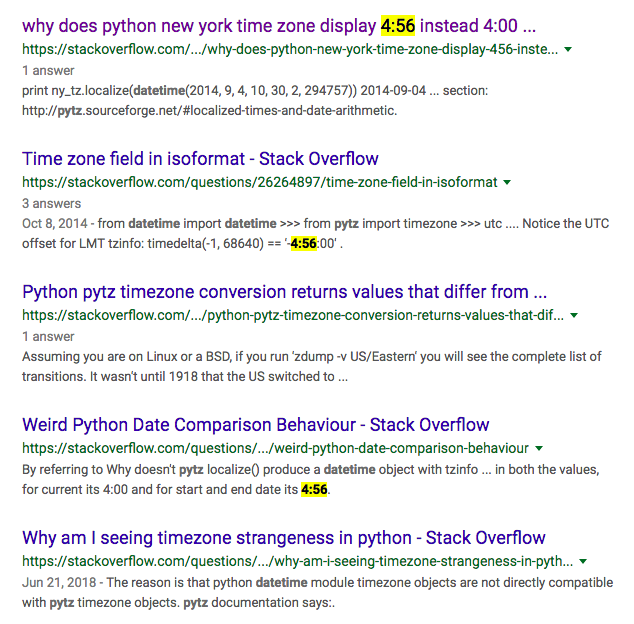 why does python new york time zone display 4:56 instead 4:00 ...
https://stackoverflow.com/.../why-does-python-new-york-time-zone-display-456-inste...
1 answer
print ny_tz.localize(datetime(2014, 9, 4, 10, 30, 2, 294757)) 2014-09-04 ... section:
http://pytz.sourceforge.net/#localized-times-and-date-arithmetic.
Time zone field in isoformat - Stack Overflow
https://stackoverflow.com/questions/26264897/time-zone-field-in-isoformat
3 answers
Oct 8, 2014 - from datetime import datetime >>> from pytz import timezone >>> utc .... Notice the UTC
offset for LMT tzinfo: timedelta(-1, 68640) == '-4:56:00' .
Python pytz timezone conversion returns values that differ from ...
https://stackoverflow.com/.../python-pytz-timezone-conversion-returns-values-that-dif...
1 answer
Assuming you are on Linux or a BSD, if you run 'zdump -v US/Eastern' you will see the complete list of
transitions. It wasn't until 1918 that the US switched to ...
Weird Python Date Comparison Behaviour - Stack Overflow
https://stackoverflow.com/questions/.../weird-python-date-comparison-behaviour
By referring to Why doesn't pytz localize() produce a datetime object with tzinfo ... in both the values,
for current its 4:00 and for start and end date its 4:56.
Why am I seeing timezone strangeness in python - Stack Overflow
https://stackoverflow.com/questions/.../why-am-i-seeing-timezone-strangeness-in-pyth...
Jun 21, 2018 - The reason is that python datetime module timezone objects are not directly compatible
with pytz timezone objects. pytz documentation says:.